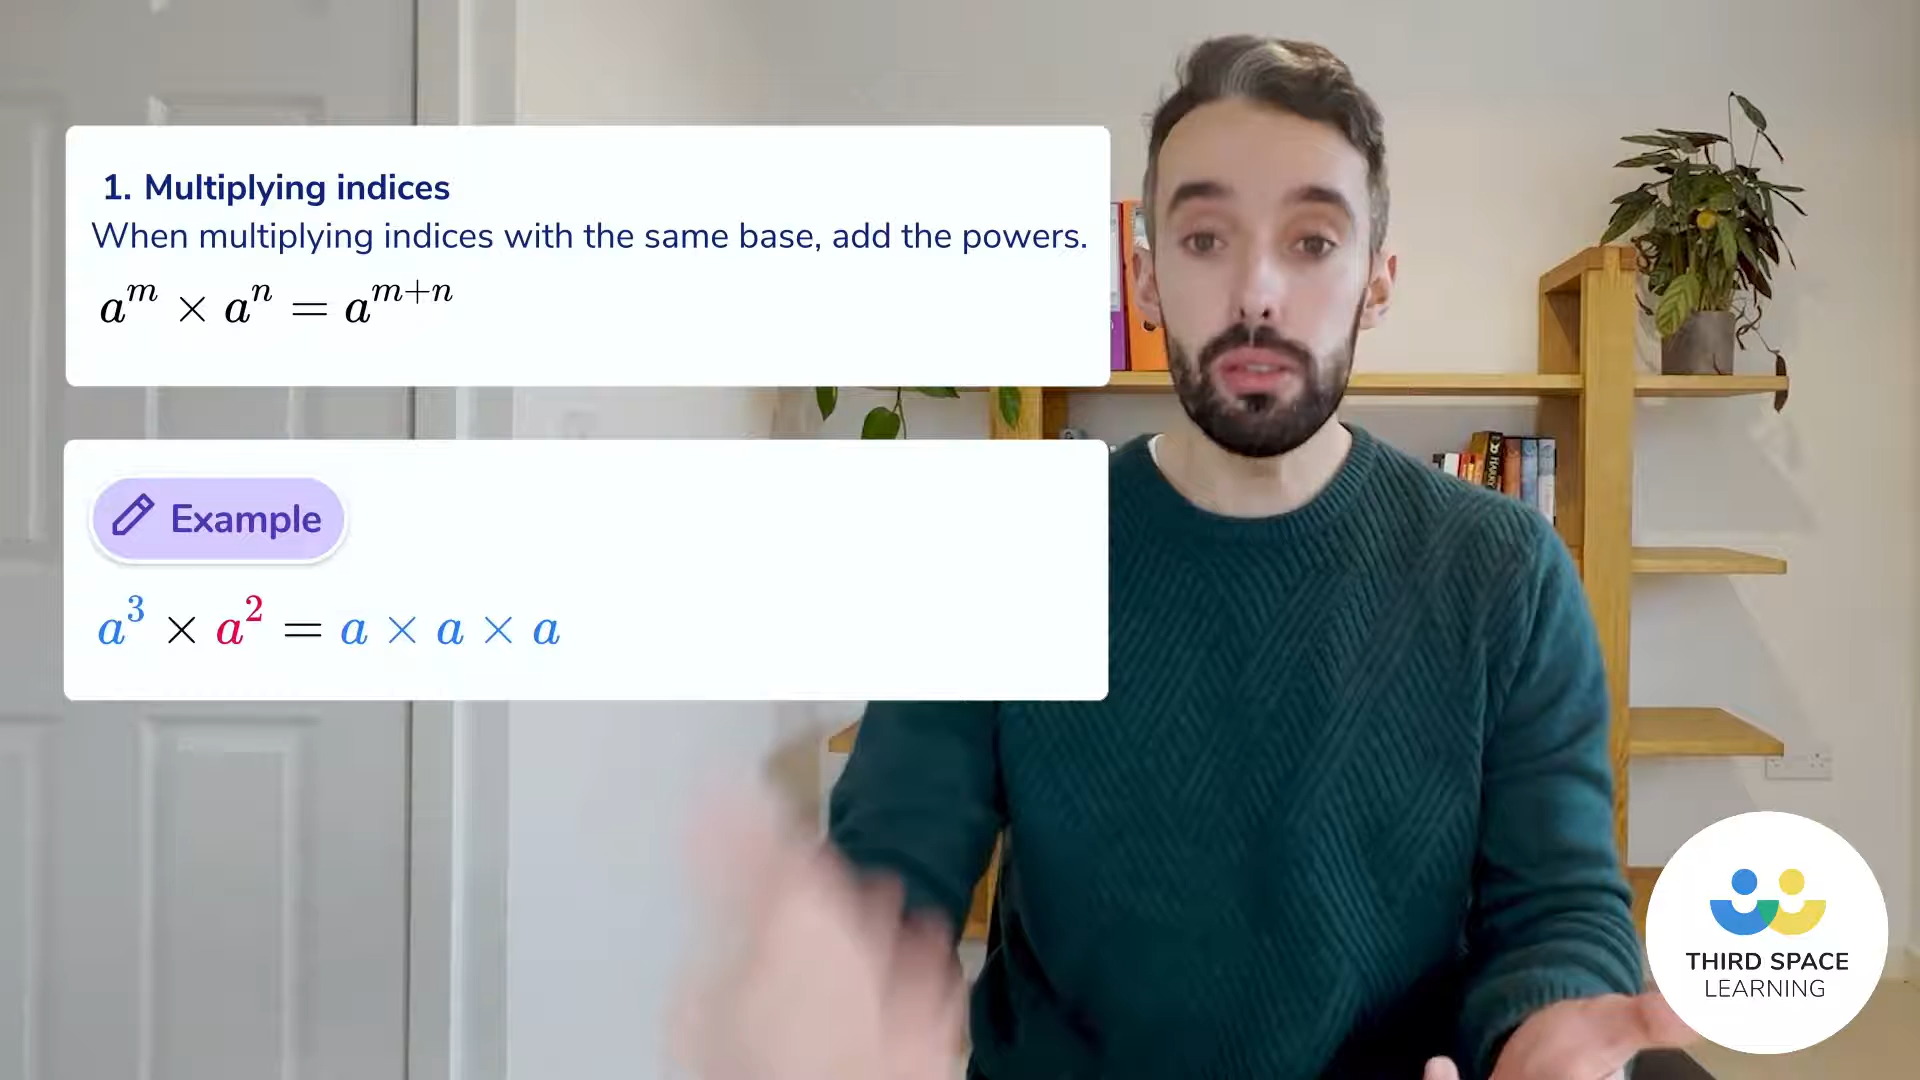 1. Multiplying indices
When multiplying indices with the same base, add the powers.
a^m × a^n = a^{m+n}
Example
a^3 × a^2 = a × a × a
THIRD SPACE
LEARNING